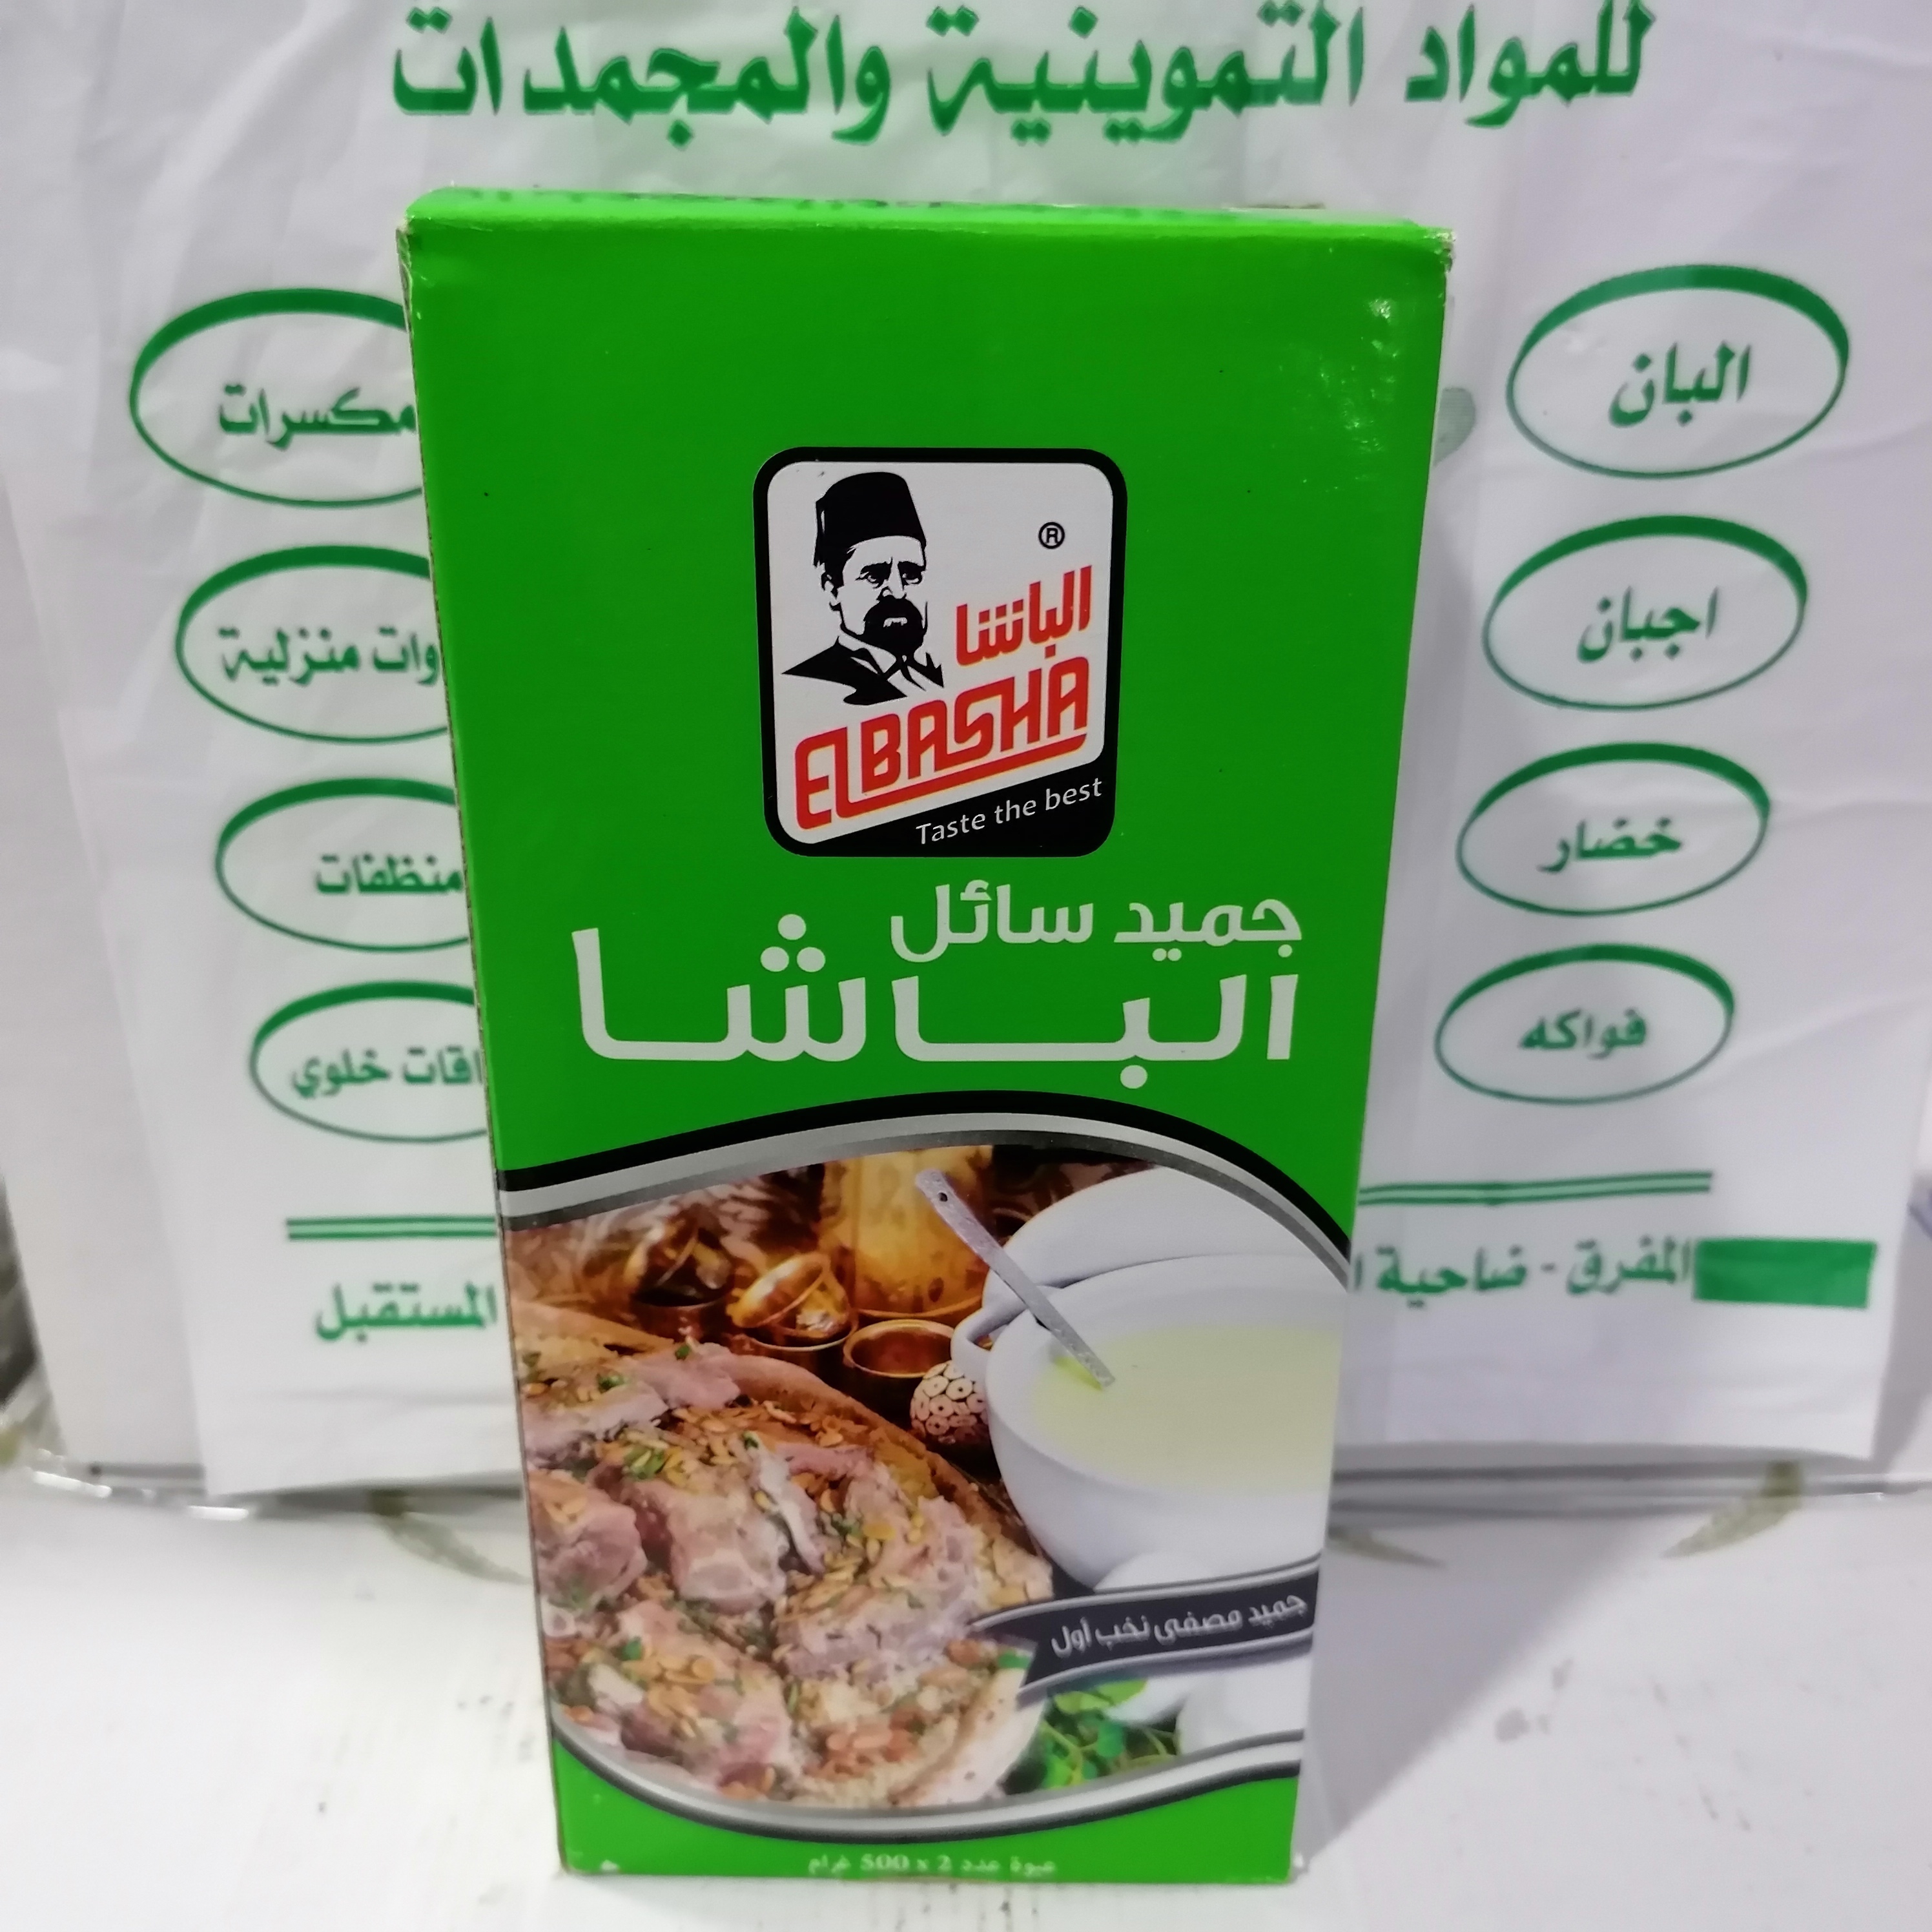 للمواد التموينية والمجمدات
البان
مكسرات
اجبان
وات منزلية
خضار
منظفات
فواكه
اقات خلوي
المفرق - ضاحية
المستقبل
®
الباشا
ELBASHA
Taste the best
جميد سائل
الباشا
جميد مصفى نخب أول
عبوة عدد 2 x 500 غرام